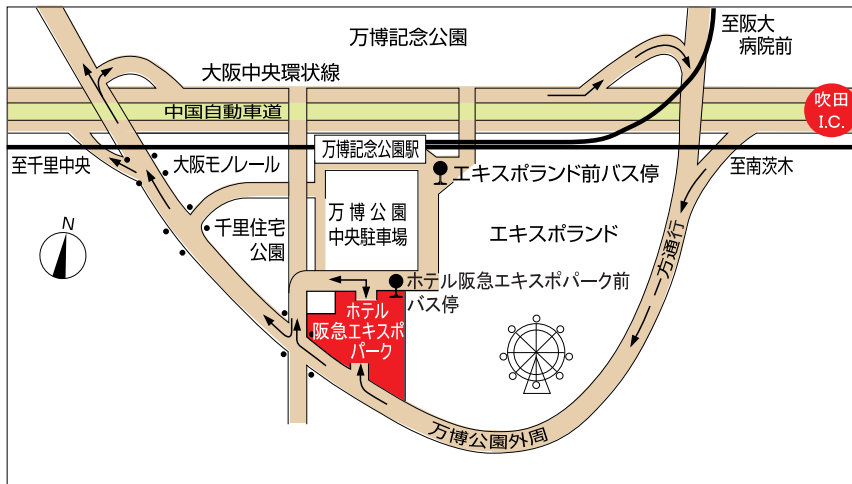 万博記念公園
至阪大
病院前
大阪中央環状線
中国自動車道
吹田
I.C.
万博記念公園駅
至千里中央
大阪モノレール
エキスポランド前バス停
至南茨木
千里住宅
公園
万博公園
中央駐車場
エキスポランド
一方通行
N
ホテル阪急エキスポパーク前
バス停
ホテル
阪急エキスポ
パーク
万博公園外周